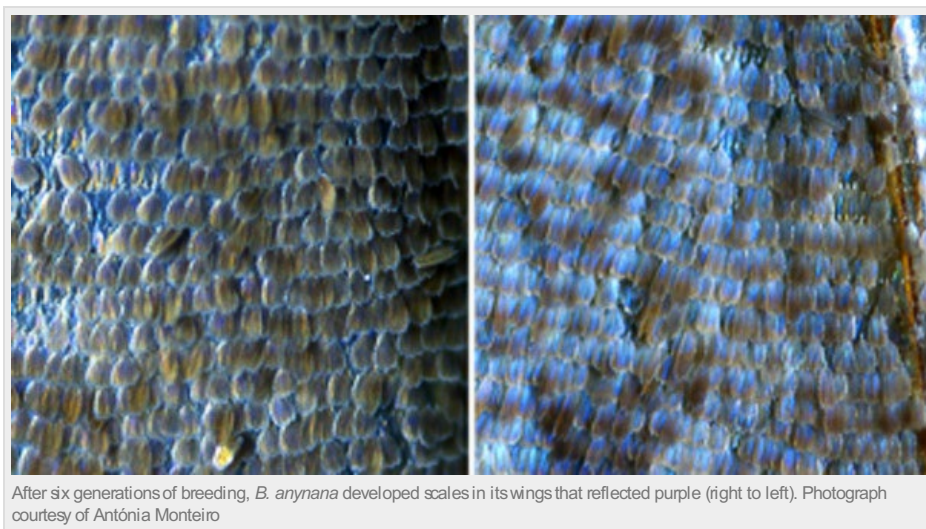 After six generations of breeding, B. anynana developed scales in its wings that reflected purple (right to left). Photograph
courtesy of Antónia Monteiro